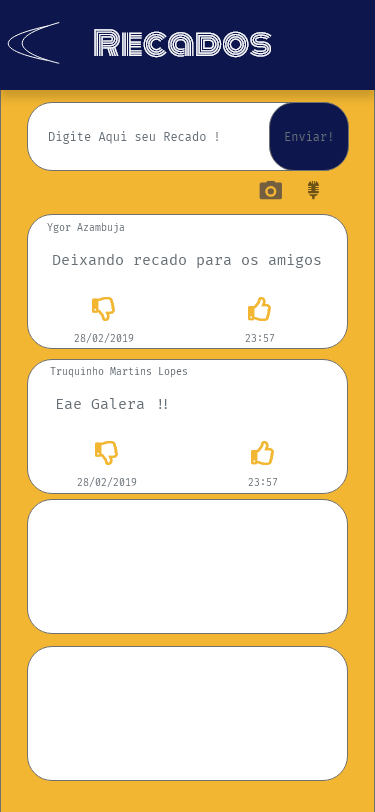 Recados
Digite Aqui seu Recado !
Enviar!
Ygor Azambuja
Deixando recado para os amigos
28/02/2019
23:57
Truquinho Martins Lopes
Eae Galera !!
28/02/2019
23:57